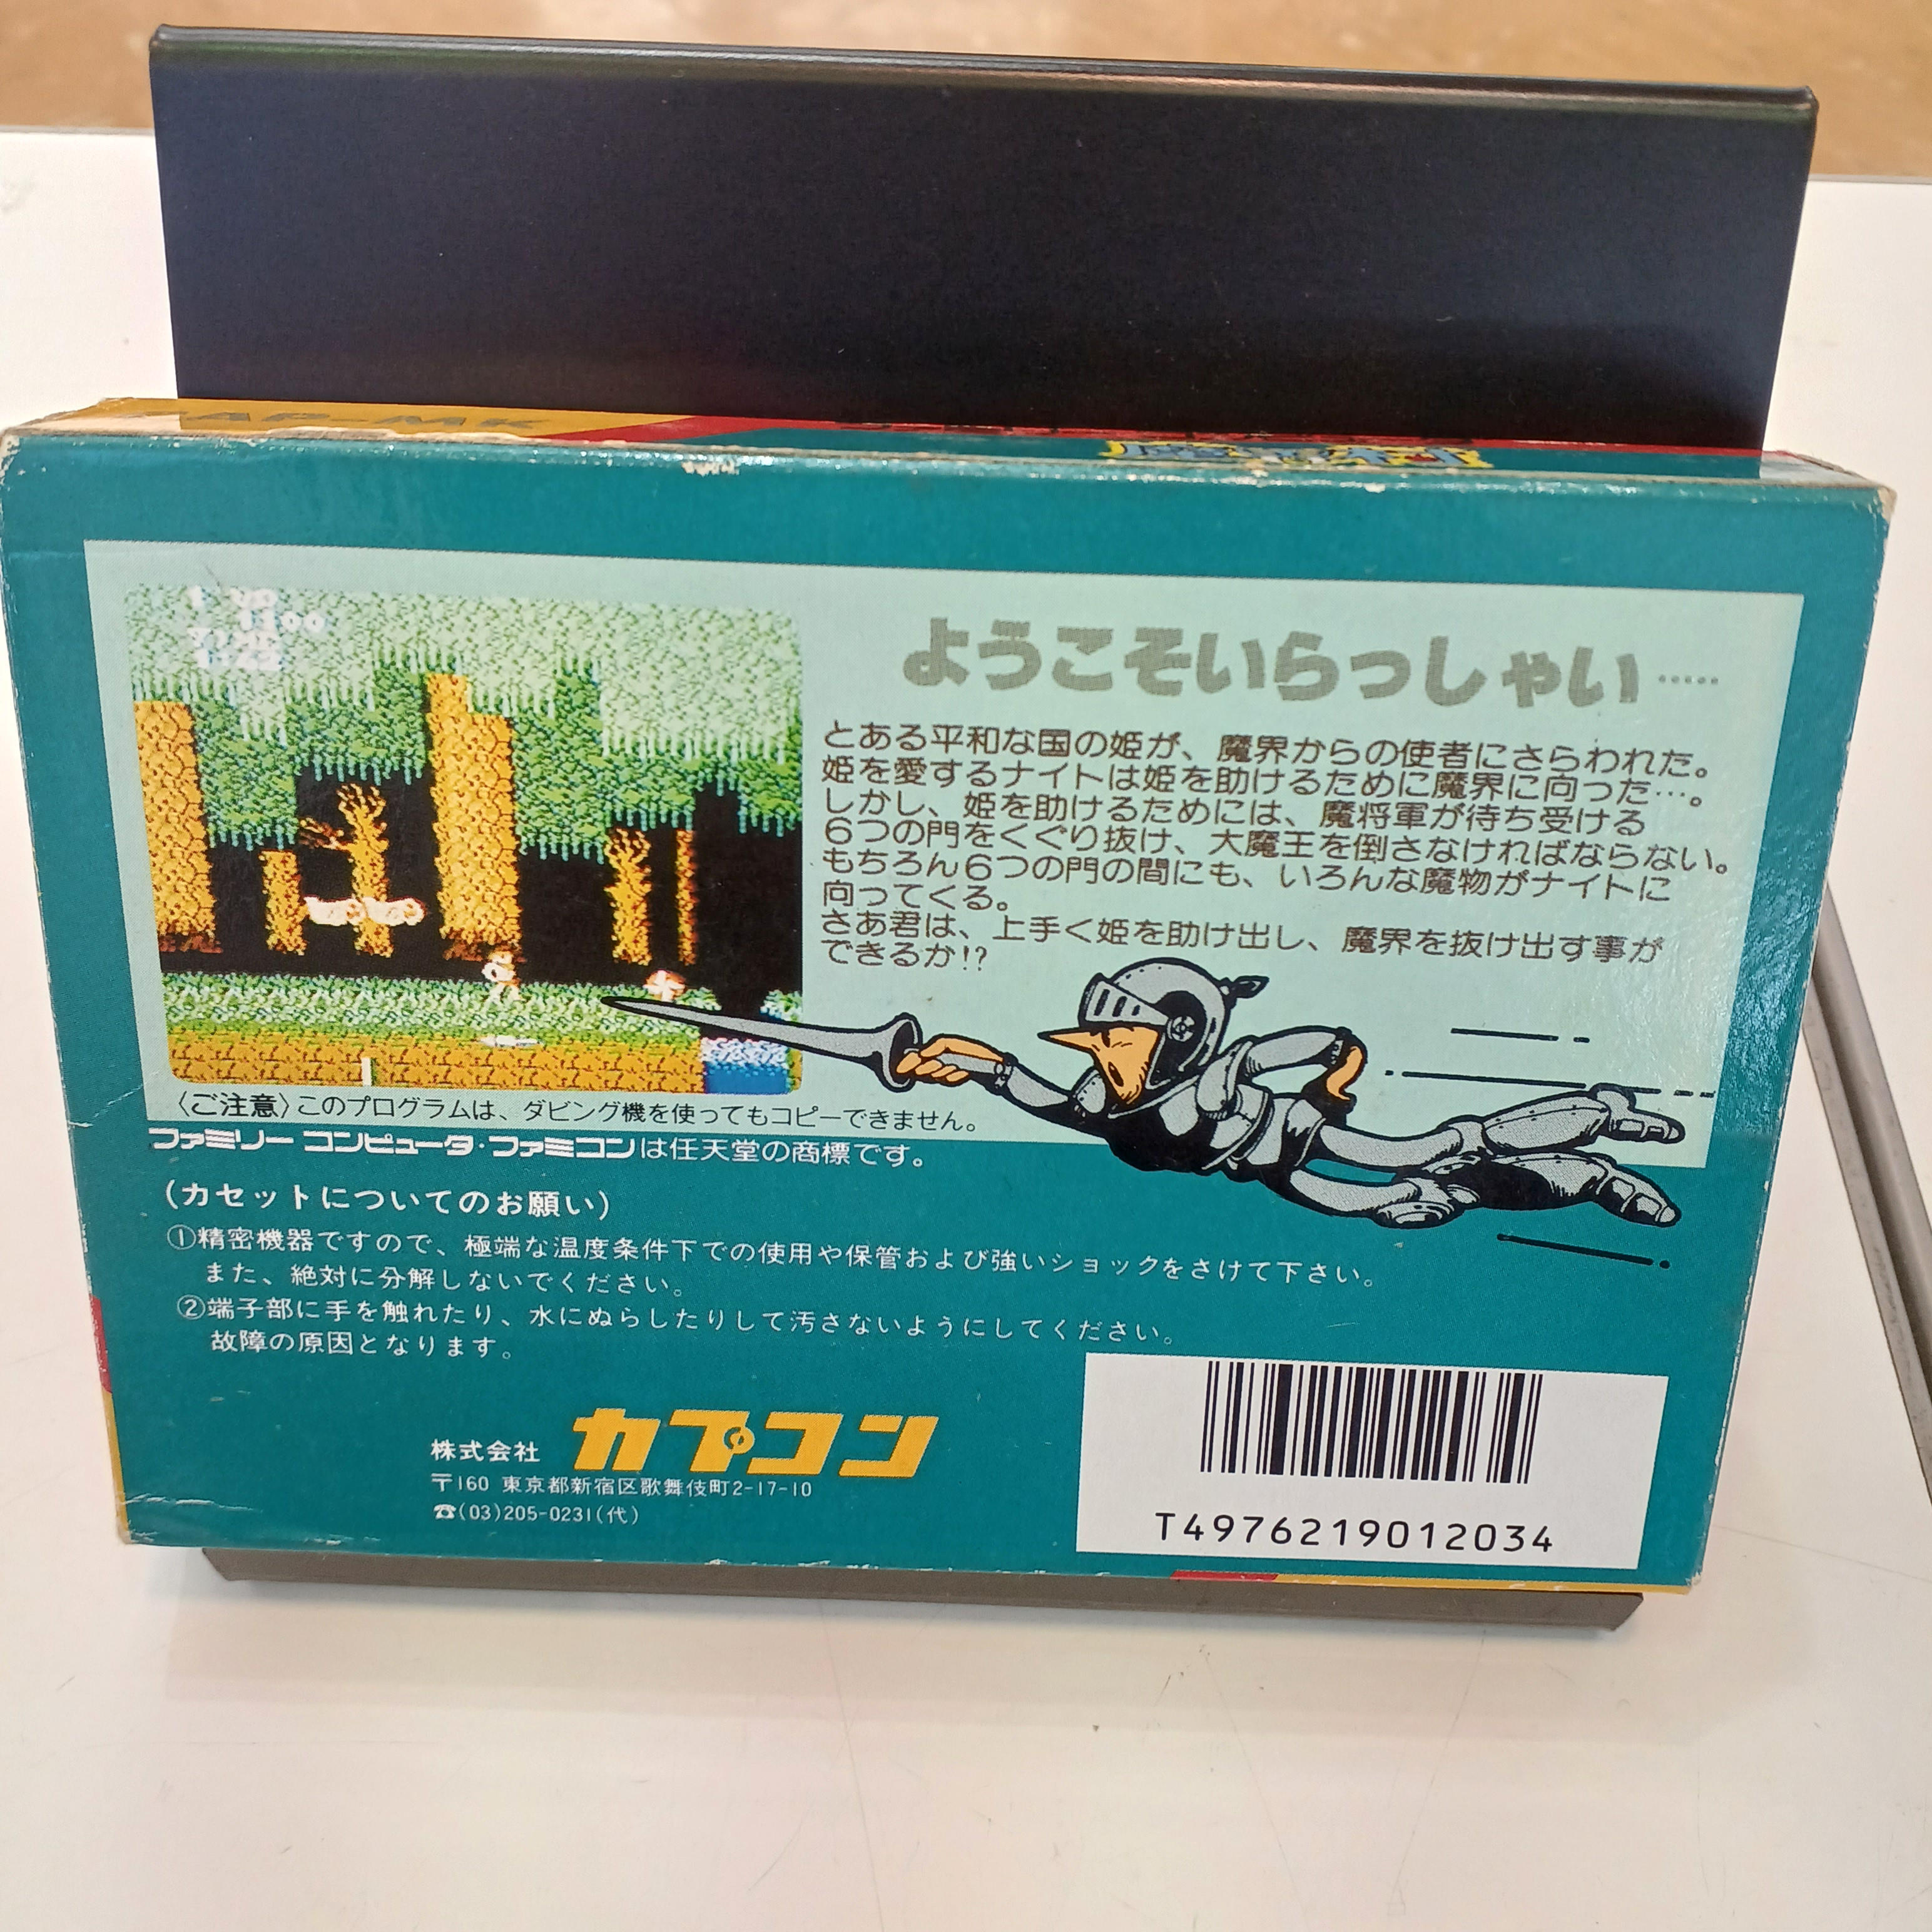 CAP-MK
魔界村
ようこそいらっしゃい……
とある平和な国の姫が、魔界からの使者にさらわれた。
姫を愛するナイトは姫を助けるために魔界に向った…。
しかし、姫を助けるためには、魔将軍が待ち受ける
6つの門をくぐり抜け、大魔王を倒さなければならない。
もちろん6つの門の間にも、いろんな魔物がナイトに
向ってくる。
さあ君は、上手く姫を助け出し、魔界を抜け出す事が
できるか!?
〈ご注意〉このプログラムは、ダビング機を使ってもコピーできません。
ファミリーコンピュータ・ファミコンは任天堂の商標です。
(カセットについてのお願い)
①精密機器ですので、極端な温度条件下での使用や保管および強いショックをさけて下さい。
また、絶対に分解しないでください。
②端子部に手を触れたり、水にぬらしたりして汚さないようにしてください。
故障の原因となります。
株式会社 カプコン
〒160 東京都新宿区歌舞伎町2-17-10
☎(03)205-0231(代)
T4976219012034